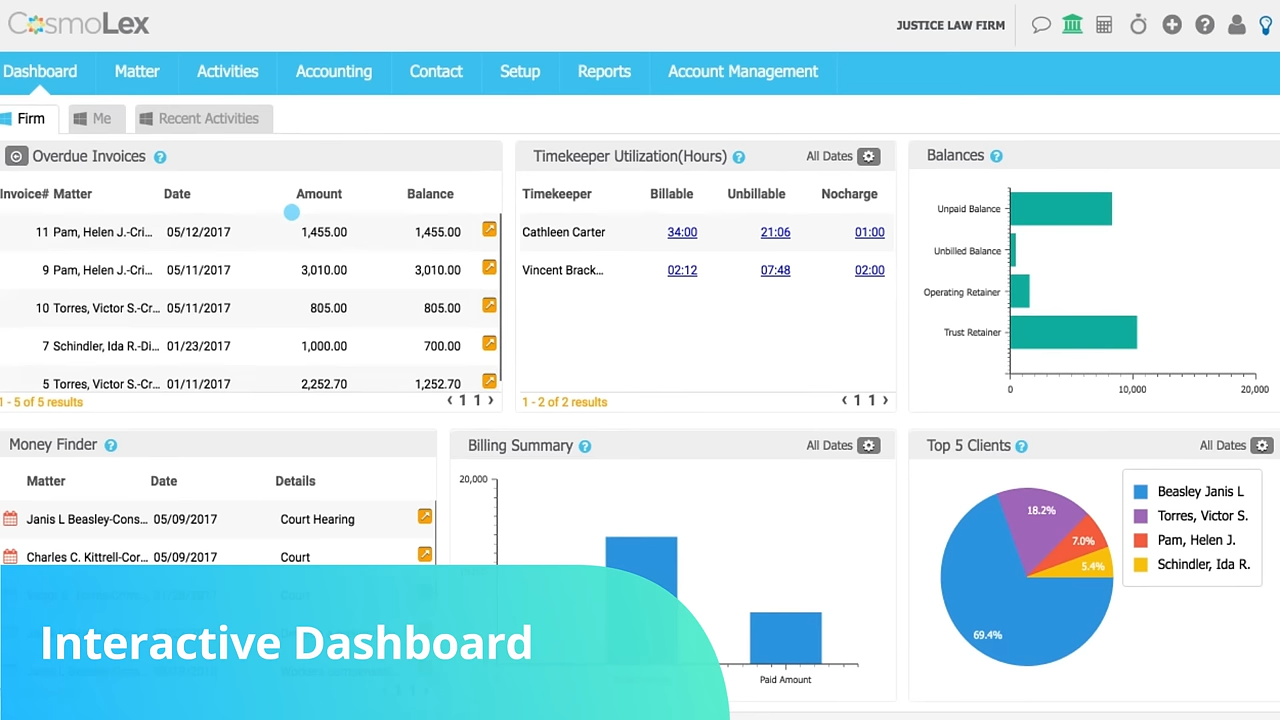 CosmoLex
JUSTICE LAW FIRM
Dashboard Matter Activities Accounting Contact Setup Reports Account Management
Firm Me Recent Activities
Overdue Invoices ?
Invoice# Matter Date Amount Balance
11 Pam, Helen J.-Cri... 05/12/2017 1,455.00 1,455.00
9 Pam, Helen J.-Cri... 05/11/2017 3,010.00 3,010.00
10 Torres, Victor S.-Cr... 05/11/2017 805.00 805.00
7 Schindler, Ida R.-Di... 01/23/2017 1,000.00 700.00
5 Torres, Victor S.-Cr... 01/11/2017 2,252.70 1,252.70
1 - 5 of 5 results ‹ 1 1 ›
Timekeeper Utilization(Hours) ? All Dates
Timekeeper Billable Unbillable Nocharge
Cathleen Carter 34:00 21:06 01:00
Vincent Brack... 02:12 07:48 02:00
1 - 2 of 2 results ‹ 1 1 ›
Balances ?
Unpaid Balance
Unbilled Balance
Operating Retainer
Trust Retainer
0 10,000 20,000
Money Finder ?
Matter Date Details
Janis L Beasley-Cons... 05/09/2017 Court Hearing
Charles C. Kittrell-Cor... 05/09/2017 Court
Billing Summary ? All Dates
20,000
Paid Amount
Top 5 Clients ? All Dates
18.2%
7.0%
5.4%
69.4%
Beasley Janis L
Torres, Victor S.
Pam, Helen J.
Schindler, Ida R.
Interactive Dashboard